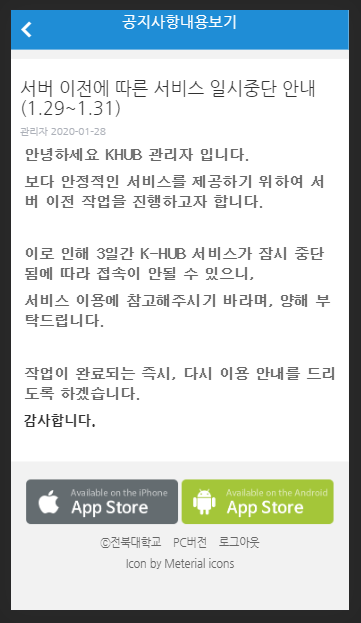 공지사항내용보기
서버 이전에 따른 서비스 일시중단 안내
(1.29~1.31)
관리자 2020-01-28
안녕하세요 KHUB 관리자 입니다.
보다 안정적인 서비스를 제공하기 위하여 서
버 이전 작업을 진행하고자 합니다.
이로 인해 3일간 K-HUB 서비스가 잠시 중단
됨에 따라 접속이 안될 수 있으니,
서비스 이용에 참고해주시기 바라며, 양해 부
탁드립니다.
작업이 완료되는 즉시, 다시 이용 안내를 드리
도록 하겠습니다.
감사합니다.
Available on the iPhone
App Store
Available on the Android
App Store
ⓒ전북대학교 PC버전 로그아웃
Icon by Meterial icons